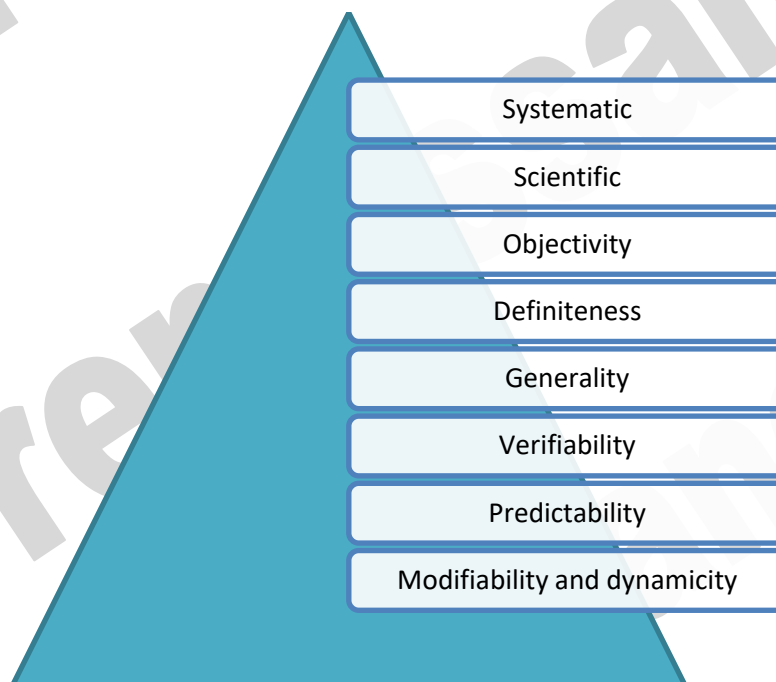 Systematic
Scientific
Objectivity
Definiteness
Generality
Verifiability
Predictability
Modifiability and dynamicity